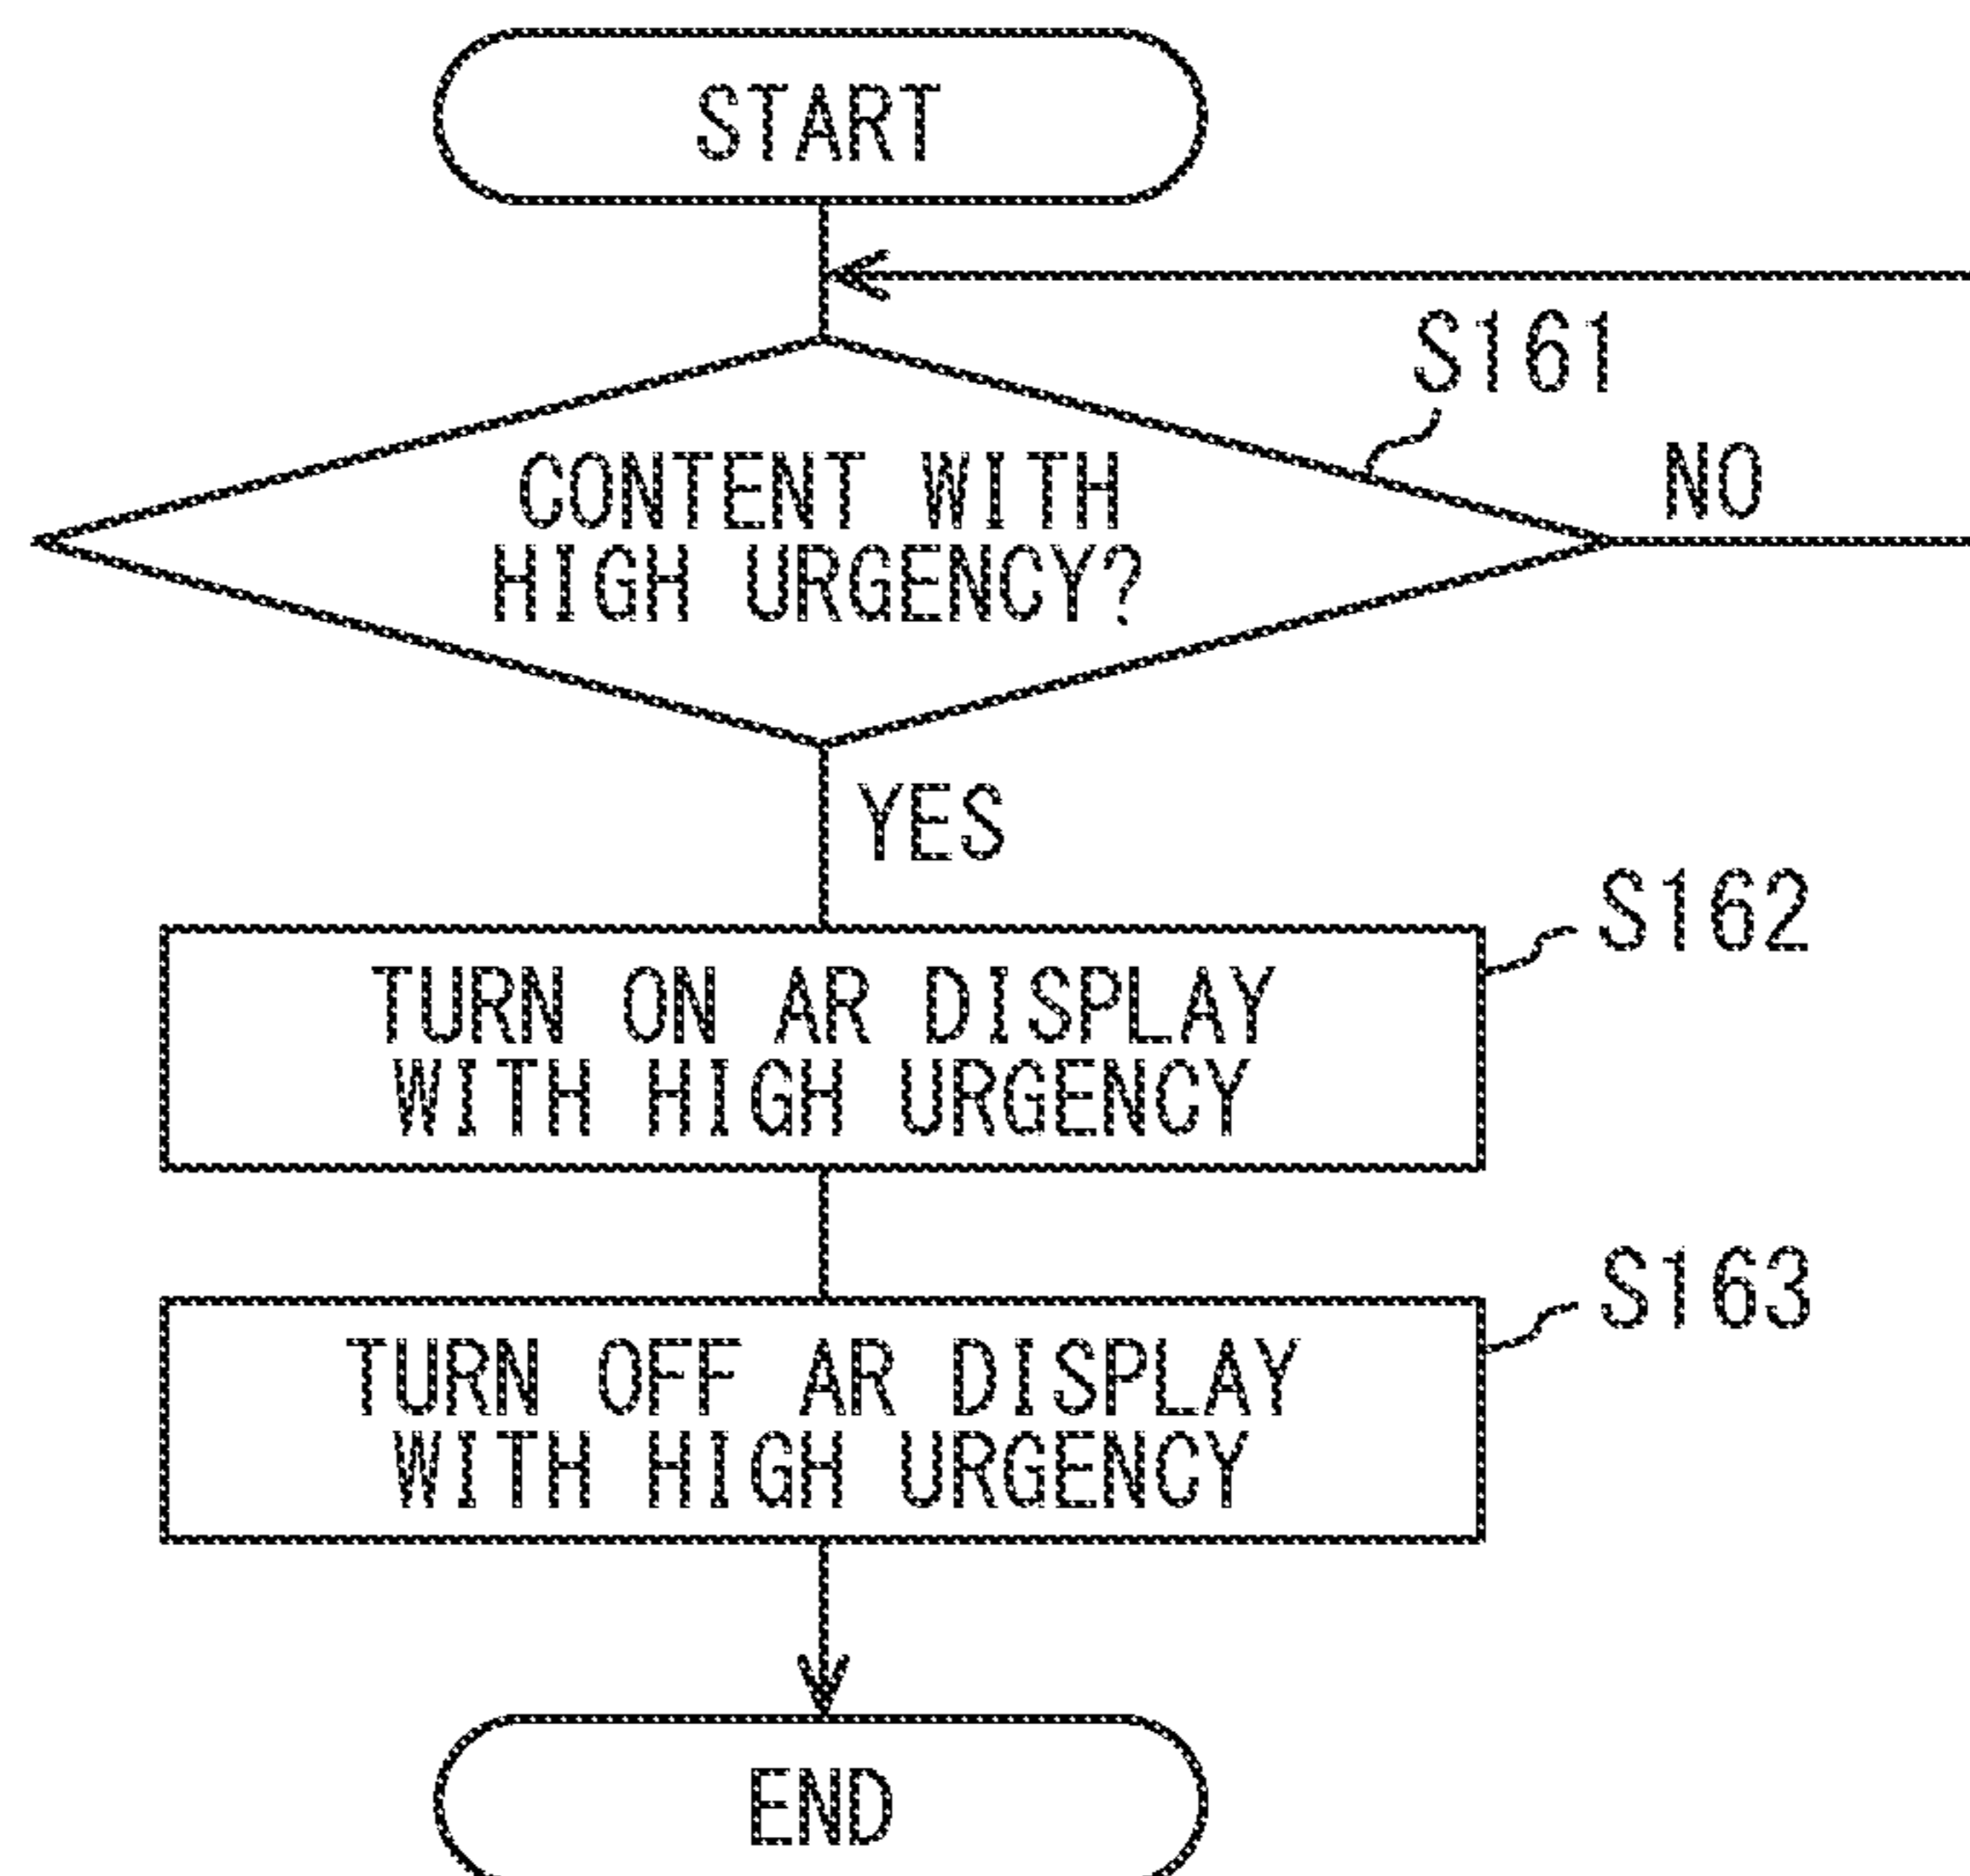 START
S161
CONTENT WITH
HIGH URGENCY?
NO
YES
S162
TURN ON AR DISPLAY
WITH HIGH URGENCY
S163
TURN OFF AR DISPLAY
WITH HIGH URGENCY
END